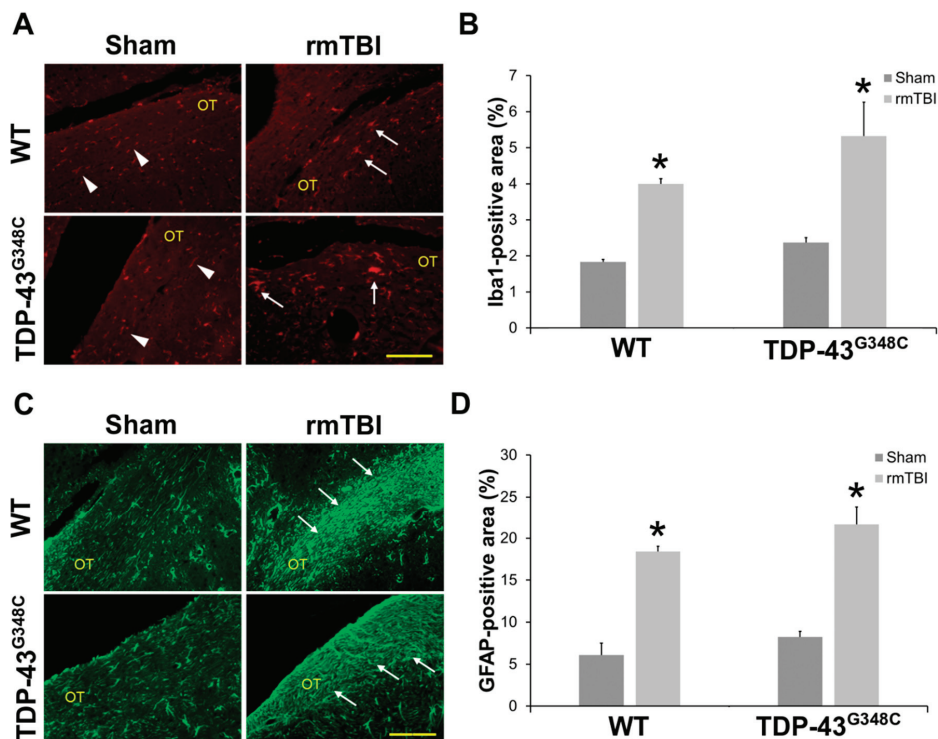 A
Sham
rmTBI
WT
OT
OT
TDP-43G348C
OT
OT
B
Iba1-positive area (%)
7
6
5
4
3
2
1
0
*
*
Sham
rmTBI
WT
TDP-43G348C
C
Sham
rmTBI
WT
OT
OT
TDP-43G348C
OT
OT
D
GFAP-positive area (%)
30
25
20
15
10
5
0
*
*
Sham
rmTBI
WT
TDP-43G348C